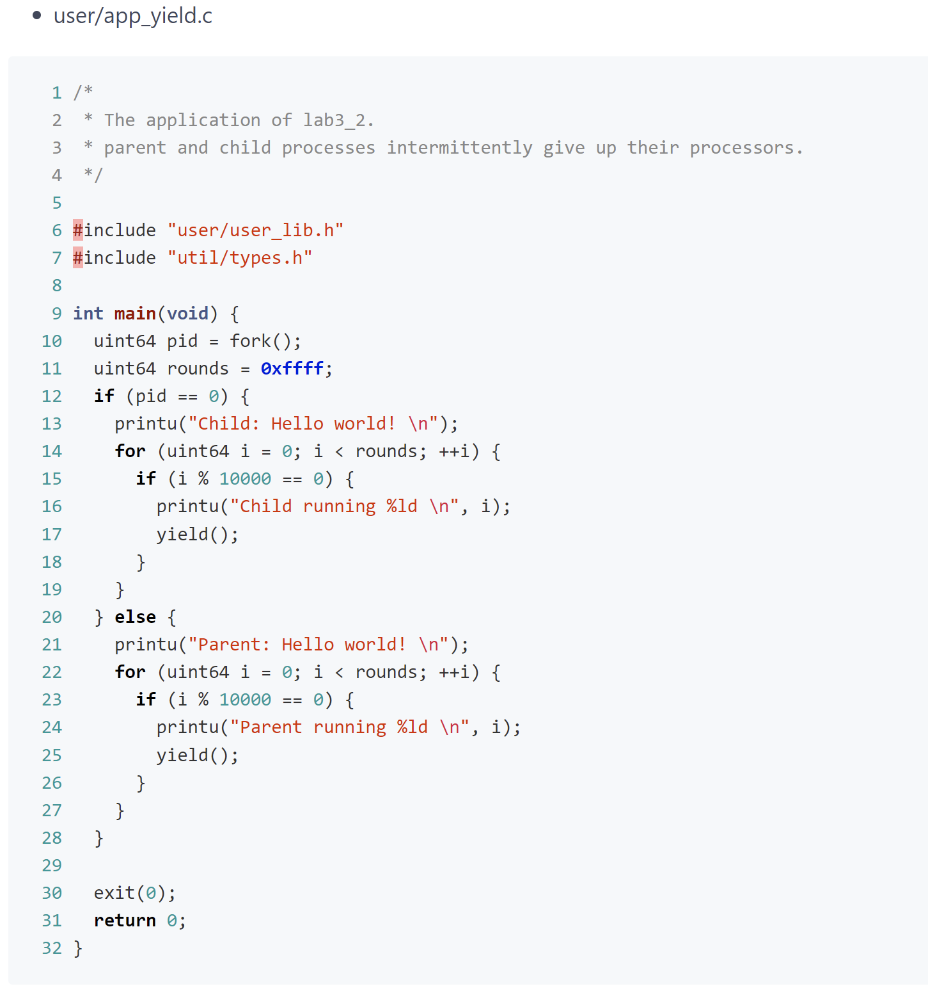 • user/app_yield.c
1 /*
2  * The application of lab3_2.
3  * parent and child processes intermittently give up their processors.
4  */
5
6 #include "user/user_lib.h"
7 #include "util/types.h"
8
9 int main(void) {
10   uint64 pid = fork();
11   uint64 rounds = 0xffff;
12   if (pid == 0) {
13     printu("Child: Hello world! \n");
14     for (uint64 i = 0; i < rounds; ++i) {
15       if (i % 10000 == 0) {
16         printu("Child running %ld \n", i);
17         yield();
18       }
19     }
20   } else {
21     printu("Parent: Hello world! \n");
22     for (uint64 i = 0; i < rounds; ++i) {
23       if (i % 10000 == 0) {
24         printu("Parent running %ld \n", i);
25         yield();
26       }
27     }
28   }
29
30   exit(0);
31   return 0;
32 }